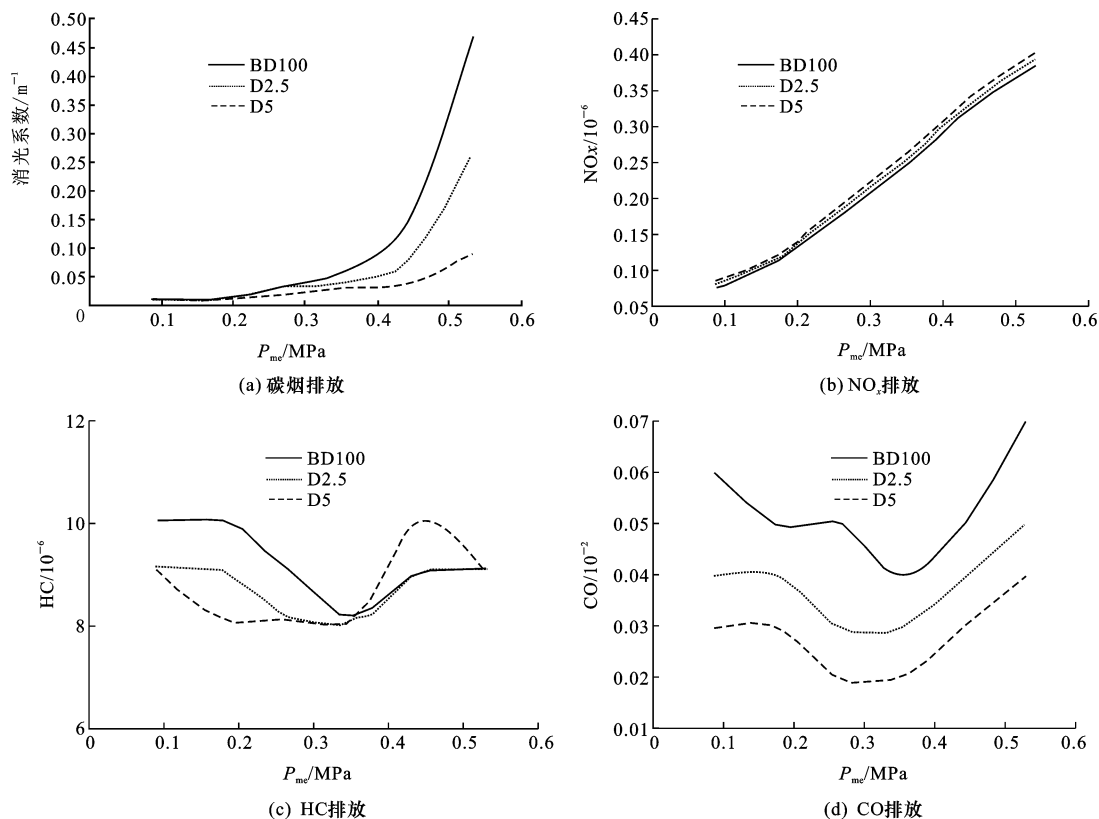 0.50
0.45
0.40
0.35
0.30
0.25
0.20
0.15
0.10
0.05
0
消光系数/m⁻¹
BD100
D2.5
D5
0.1 0.2 0.3 0.4 0.5 0.6
Pme/MPa
(a) 碳烟排放
0.45
0.40
0.35
0.30
0.25
0.20
0.15
0.10
0.05
NOx/10⁻⁶
BD100
D2.5
D5
0 0.1 0.2 0.3 0.4 0.5 0.6
Pme/MPa
(b) NOx排放
12
10
8
6
HC/10⁻⁶
BD100
D2.5
D5
0 0.1 0.2 0.3 0.4 0.5 0.6
Pme/MPa
(c) HC排放
0.07
0.06
0.05
0.04
0.03
0.02
0.01
CO/10⁻²
BD100
D2.5
D5
0 0.1 0.2 0.3 0.4 0.5 0.6
Pme/MPa
(d) CO排放